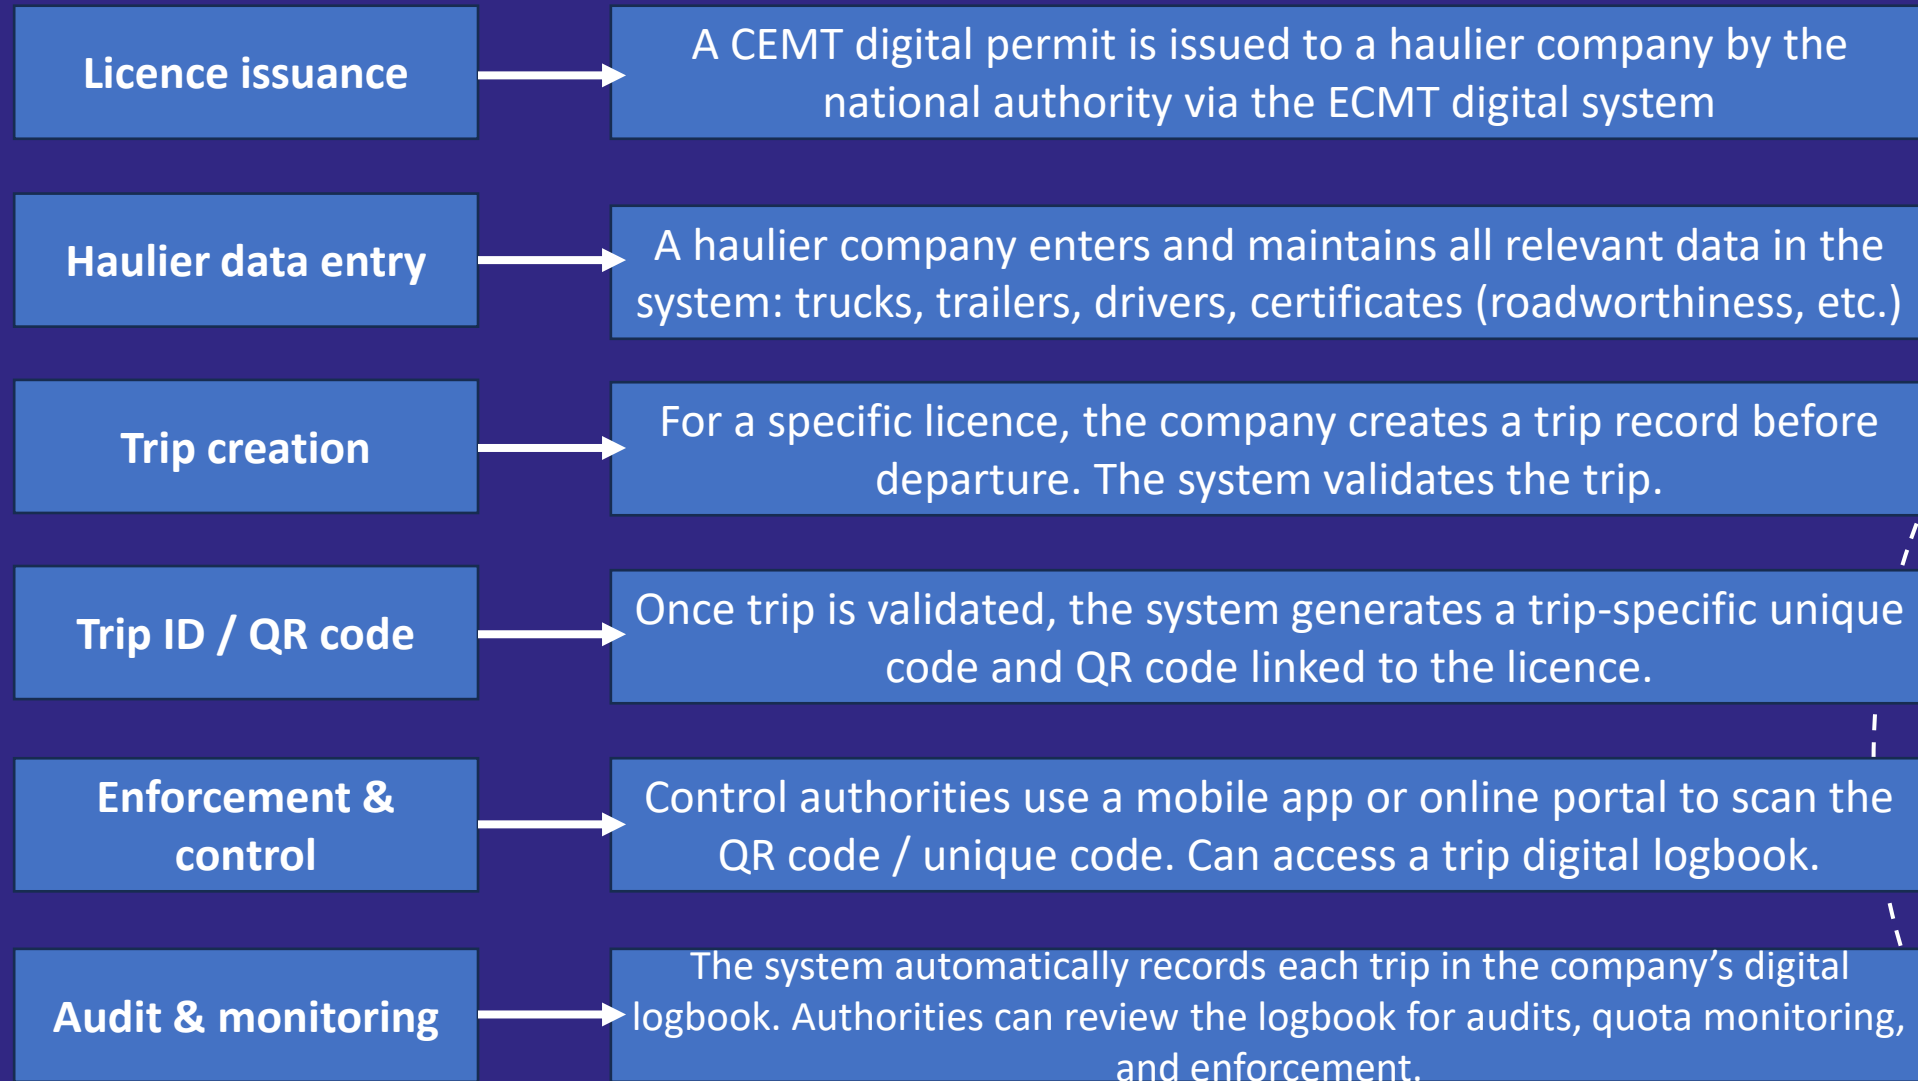 Licence issuance
A CEMT digital permit is issued to a haulier company by the
national authority via the ECMT digital system
Haulier data entry
A haulier company enters and maintains all relevant data in the
system: trucks, trailers, drivers, certificates (roadworthiness, etc.)
Trip creation
For a specific licence, the company creates a trip record before
departure. The system validates the trip.
Trip ID / QR code
Once trip is validated, the system generates a trip-specific unique
code and QR code linked to the licence.
Enforcement &
control
Control authorities use a mobile app or online portal to scan the
QR code / unique code. Can access a trip digital logbook.
Audit & monitoring
The system automatically records each trip in the company’s digital
logbook. Authorities can review the logbook for audits, quota monitoring,
and enforcement.